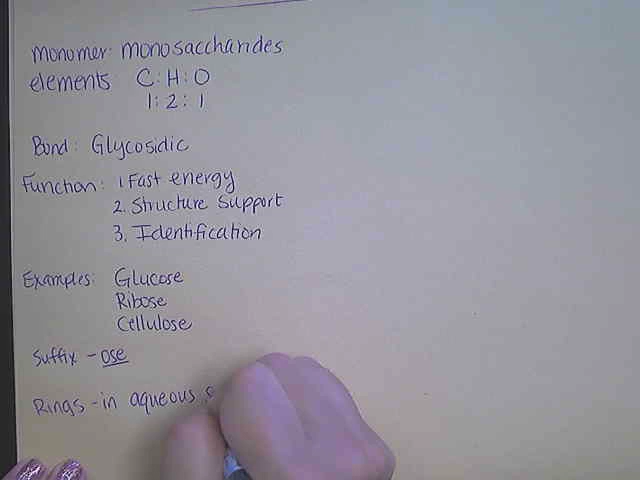 monomer: monosaccharides
elements C:H:O
1:2:1
Bond: Glycosidic
Function: 1. Fast energy
2. Structure support
3. Identification
Examples: Glucose
Ribose
Cellulose
Suffix - ose
Rings - in aqueous